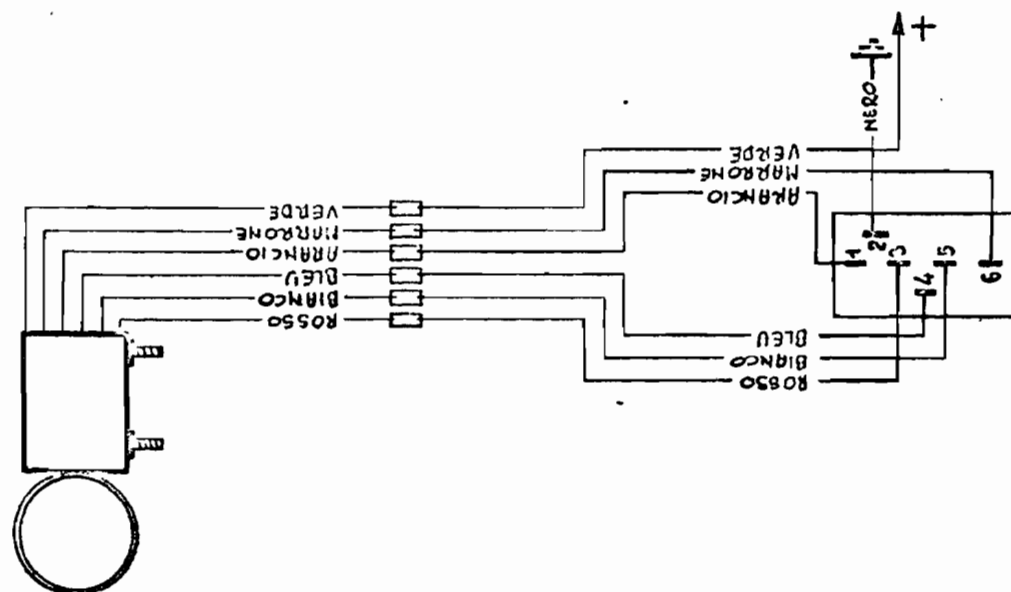 +
NERO
VERDE
MARRONE
ARANCIO
VERDE
MARRONE
ARANCIO
BLEU
BIANCO
ROSSO
1
2
3
4
5
6
BLEU
BIANCO
ROSSO